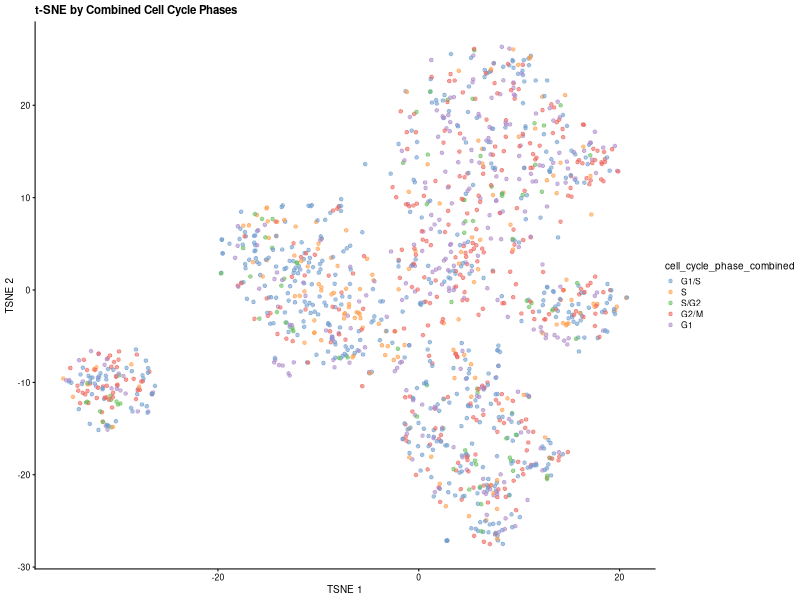 t-SNE by Combined Cell Cycle Phases
20
10
0
-10
-20
-30
TSNE 2
-20
0
20
TSNE 1
cell_cycle_phase_combined
G1/S
S
S/G2
G2/M
G1